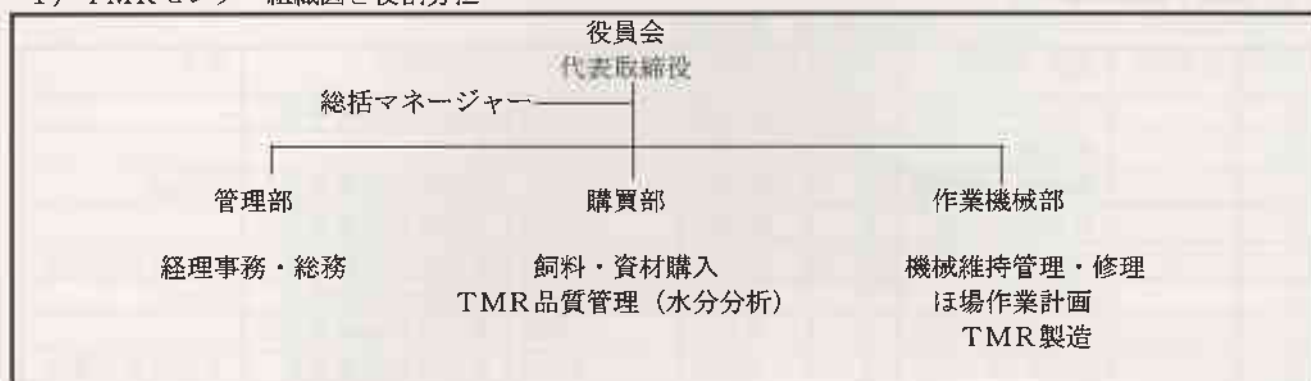 役員会
代表取締役
総括マネージャー
管理部
購買部
作業機械部
経理事務・総務
飼料・資材購入
機械維持管理・修理
TMR品質管理（水分分析）
ほ場作業計画
TMR製造